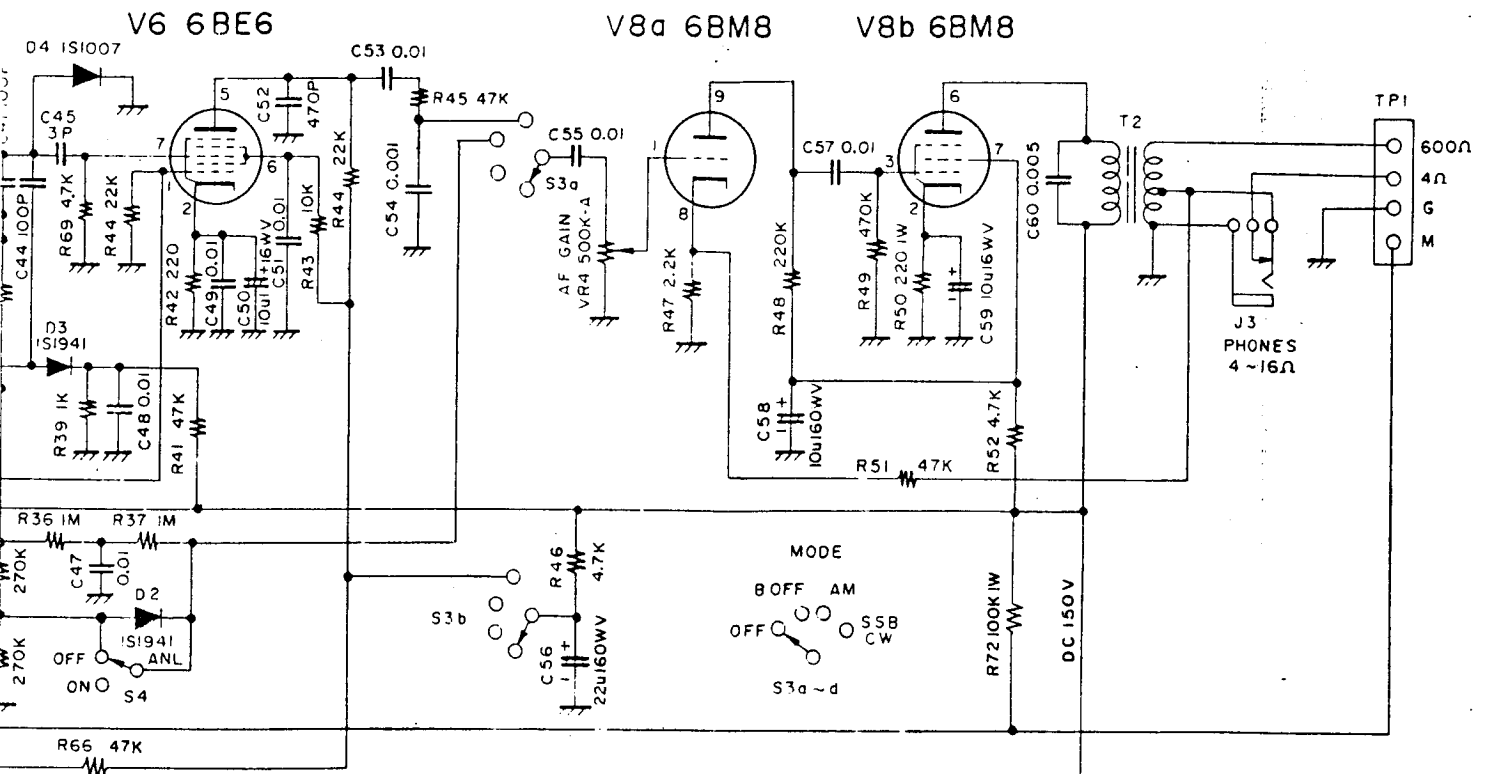 V6 6BE6
V8a 6BM8
V8b 6BM8
D4 1S1007
C53 0.01
R45 47K
C45
3P
C52
470P
5
7
6
1
2
C44 100P
R69 4.7K
R44 22K
R42 220
C49 0.01
C50
10u16WV
+
C51 0.01
R43 10K
R44 22K
C54 0.001
S3a
C55 0.01
AF GAIN
VR4 500K-A
1
9
8
R47 2.2K
R48 220K
C57 0.01
3
6
7
2
R49 470K
R50 220 1W
C59 10u16WV
+
C60 0.005
T2
TP1
600Ω
4Ω
G
M
J3
PHONES
4~16Ω
D3
1S1941
R39 1K
C48 0.01
R41 47K
C58
+
10u160WV
R51 47K
R52 4.7K
R36 1M
R37 1M
270K
C47
0.01
D2
1S1941
OFF
ANL
ON
S4
270K
S3b
R46
4.7K
C56
+
22u160WV
MODE
B OFF AM
OFF
SSB
CW
S3a~d
R72 100K 1W
DC 150V
R66 47K